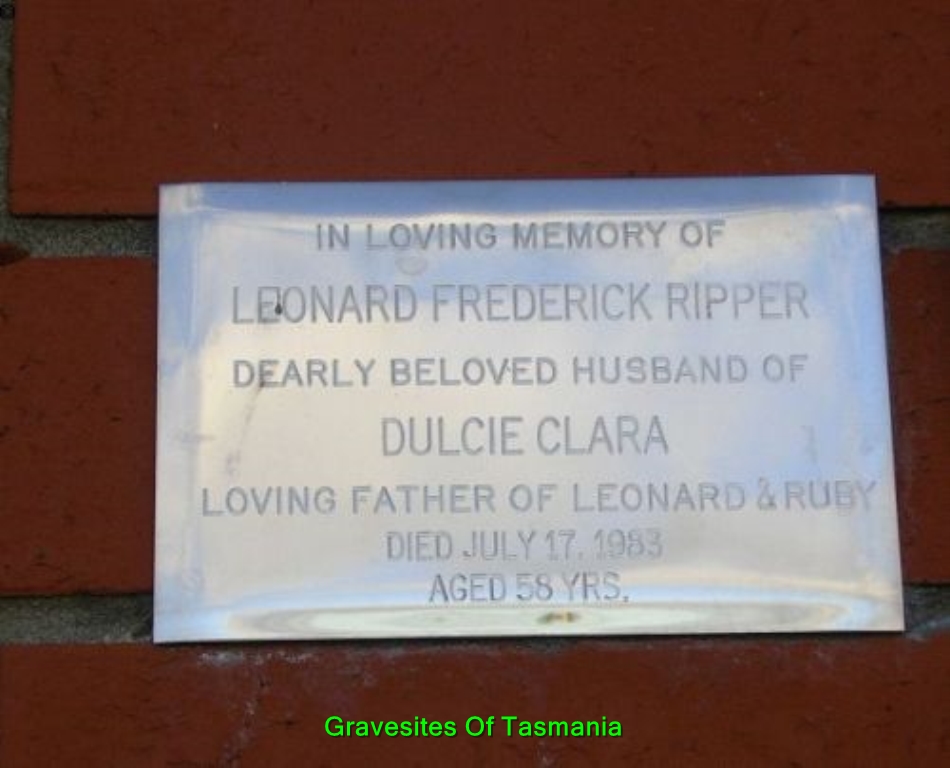 IN LOVING MEMORY OF
LEONARD FREDERICK RIPPER
DEARLY BELOVED HUSBAND OF
DULCIE CLARA
LOVING FATHER OF LEONARD & RUBY
DIED JULY 17, 1983
AGED 58 YRS.
Gravesites Of Tasmania